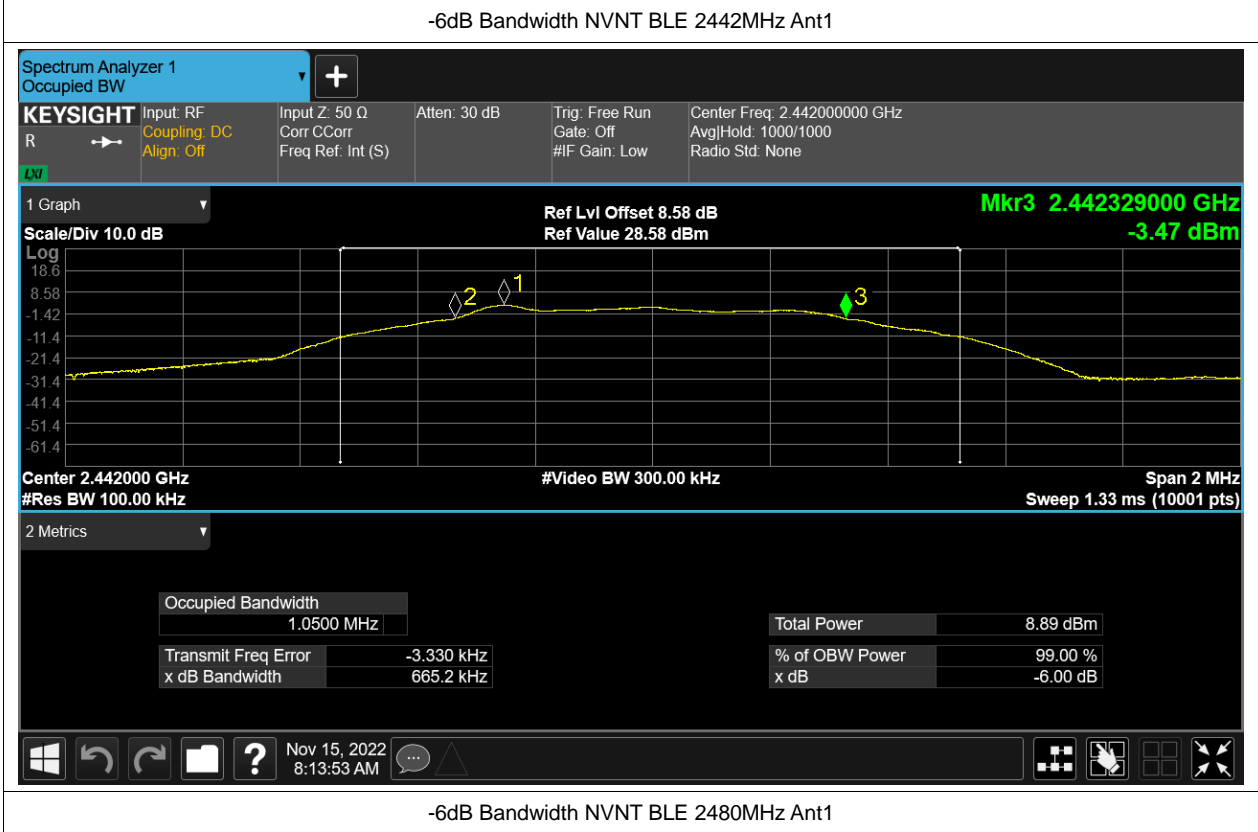 -6dB Bandwidth NVNT BLE 2442MHz Ant1
Spectrum Analyzer 1
Occupied BW
KEYSIGHT
R
LXI
Input: RF
Coupling: DC
Align: Off
Input Z: 50 Ω
Corr CCorr
Freq Ref: Int (S)
Atten: 30 dB
Trig: Free Run
Gate: Off
#IF Gain: Low
Center Freq: 2.442000000 GHz
Avg|Hold: 1000/1000
Radio Std: None
1 Graph
Scale/Div 10.0 dB
Ref Lvl Offset 8.58 dB
Ref Value 28.58 dBm
Mkr3 2.442329000 GHz
-3.47 dBm
Log
18.6
8.58
-1.42
-11.4
-21.4
-31.4
-41.4
-51.4
-61.4
2
1
3
Center 2.442000 GHz
#Res BW 100.00 kHz
#Video BW 300.00 kHz
Span 2 MHz
Sweep 1.33 ms (10001 pts)
2 Metrics
Occupied Bandwidth
1.0500 MHz
Transmit Freq Error -3.330 kHz
x dB Bandwidth 665.2 kHz
Total Power 8.89 dBm
% of OBW Power 99.00 %
x dB -6.00 dB
?
Nov 15, 2022
8:13:53 AM
-6dB Bandwidth NVNT BLE 2480MHz Ant1